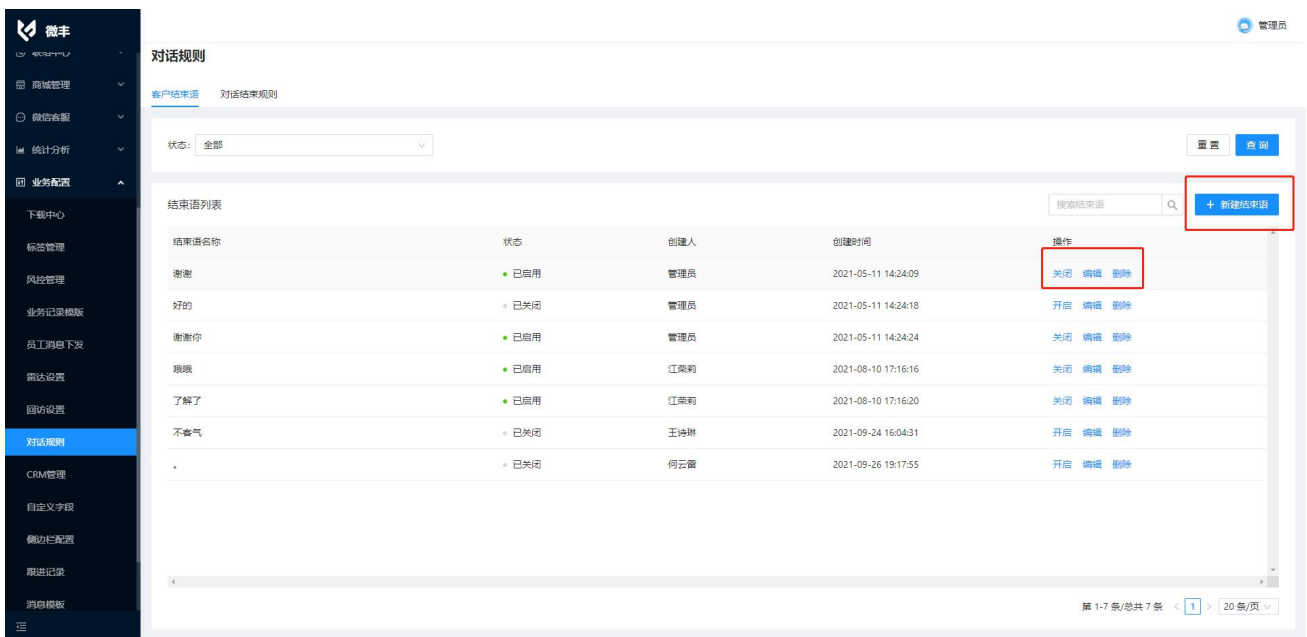 微丰
管理员
联络中心
商城管理
微信客服
统计分析
业务配置
下载中心
标签管理
风控管理
业务记录模版
员工消息下发
雷达设置
回访设置
对话规则
CRM管理
自定义字段
侧边栏配置
跟进记录
消息模板
对话规则
客户结束语 对话结束规则
状态: 全部 重置 查询
结束语列表 搜索结束语 + 新建结束语
结束语名称 状态 创建人 创建时间 操作
谢谢 已启用 管理员 2021-05-11 14:24:09 关闭 编辑 删除
好的 已关闭 管理员 2021-05-11 14:24:18 开启 编辑 删除
谢谢你 已启用 管理员 2021-05-11 14:24:24 关闭 编辑 删除
哦哦 已启用 江荣莉 2021-08-10 17:16:16 关闭 编辑 删除
了解了 已启用 江荣莉 2021-08-10 17:16:20 关闭 编辑 删除
不客气 已关闭 王诗琳 2021-09-24 16:04:31 开启 编辑 删除
。 已关闭 何云雷 2021-09-26 19:17:55 开启 编辑 删除
第 1-7 条/总共 7 条 < 1 > 20 条/页